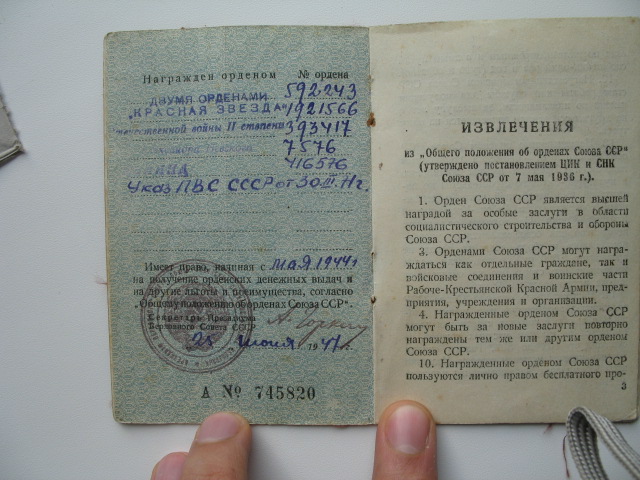 Награжден орденом № ордена
ДВУМЯ ОРДЕНАМИ 592243
„КРАСНАЯ ЗВЕЗДА" 1921566
Отечественной войны II степени 393417
7576
416576
Указ ПВС СССР от 30.III.
Имеет право, начиная с мая 1944 г.
на получение орденских денежных выдач и
на другие льготы и преимущества, согласно
„Общему положению об орденах Союза ССР".
Секретарь Президиума
Верховного Совета СССР
25 июня 1947 г.
А № 745820
ИЗВЛЕЧЕНИЯ
из „Общего положения об орденах Союза ССР"
(утверждено постановлением ЦИК и СНК
Союза ССР от 7 мая 1936 г.).
1. Орден Союза ССР является высшей
наградой за особые заслуги в области
социалистического строительства и обороны
Союза ССР.
3. Орденами Союза ССР могут награ-
ждаться как отдельные граждане, так и
войсковые соединения и воинские части
Рабоче-Крестьянской Красной Армии, пред-
приятия, учреждения и организации.
4. Награжденные орденом Союза ССР
могут быть за новые заслуги повторно
награждены тем же или другим орденом
Союза ССР.
10. Награжденные орденом Союза ССР
пользуются лично правом бесплатного про-
3